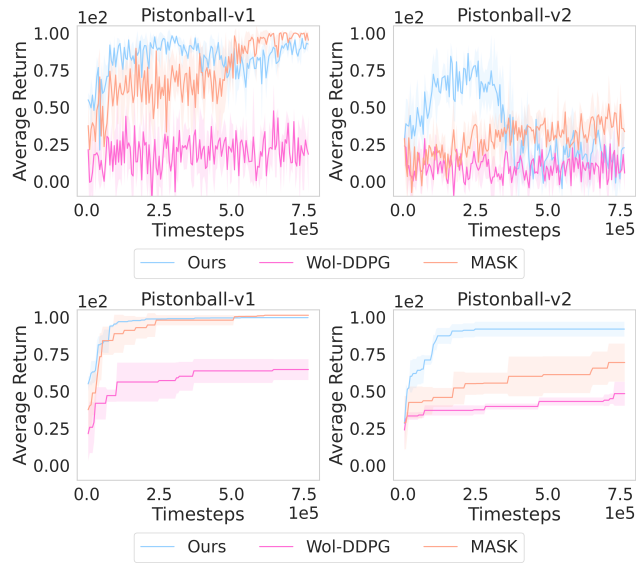 Pistonball-v1
1e2
Average Return
1.00
0.75
0.50
0.25
0.00
0.0 2.5 5.0 7.5
Timesteps
1e5
Pistonball-v2
1e2
Average Return
1.00
0.75
0.50
0.25
0.00
0.0 2.5 5.0 7.5
Timesteps
1e5
Ours Wol-DDPG MASK
Pistonball-v1
1e2
Average Return
1.00
0.75
0.50
0.25
0.00
0.0 2.5 5.0 7.5
Timesteps
1e5
Pistonball-v2
1e2
Average Return
1.00
0.75
0.50
0.25
0.00
0.0 2.5 5.0 7.5
Timesteps
1e5
Ours Wol-DDPG MASK